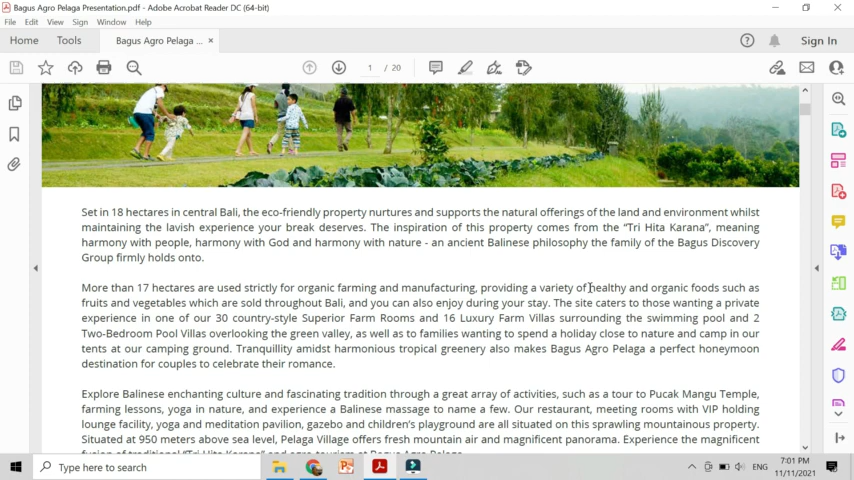 Bagus Agro Pelaga Presentation.pdf - Adobe Acrobat Reader DC (64-bit)
File Edit View Sign Window Help
Home Tools Bagus Agro Pelaga ... × Sign In
1 / 20
Set in 18 hectares in central Bali, the eco-friendly property nurtures and supports the natural offerings of the land and environment whilst
maintaining the lavish experience your break deserves. The inspiration of this property comes from the “Tri Hita Karana”, meaning
harmony with people, harmony with God and harmony with nature - an ancient Balinese philosophy the family of the Bagus Discovery
Group firmly holds onto.
More than 17 hectares are used strictly for organic farming and manufacturing, providing a variety of healthy and organic foods such as
fruits and vegetables which are sold throughout Bali, and you can also enjoy during your stay. The site caters to those wanting a private
experience in one of our 30 country-style Superior Farm Rooms and 16 Luxury Farm Villas surrounding the swimming pool and 2
Two-Bedroom Pool Villas overlooking the green valley, as well as to families wanting to spend a holiday close to nature and camp in our
tents at our camping ground. Tranquillity amidst harmonious tropical greenery also makes Bagus Agro Pelaga a perfect honeymoon
destination for couples to celebrate their romance.
Explore Balinese enchanting culture and fascinating tradition through a great array of activities, such as a tour to Pucak Mangu Temple,
farming lessons, yoga in nature, and experience a Balinese massage to name a few. Our restaurant, meeting rooms with VIP holding
lounge facility, yoga and meditation pavilion, gazebo and children’s playground are all situated on this sprawling mountainous property.
Situated at 950 meters above sea level, Pelaga Village offers fresh mountain air and magnificent panorama. Experience the magnificent
fusion of traditional “Tri Hita Karana” and agro-tourism at Bagus Agro Pelaga.
Type here to search
ENG
7:01 PM
11/11/2021